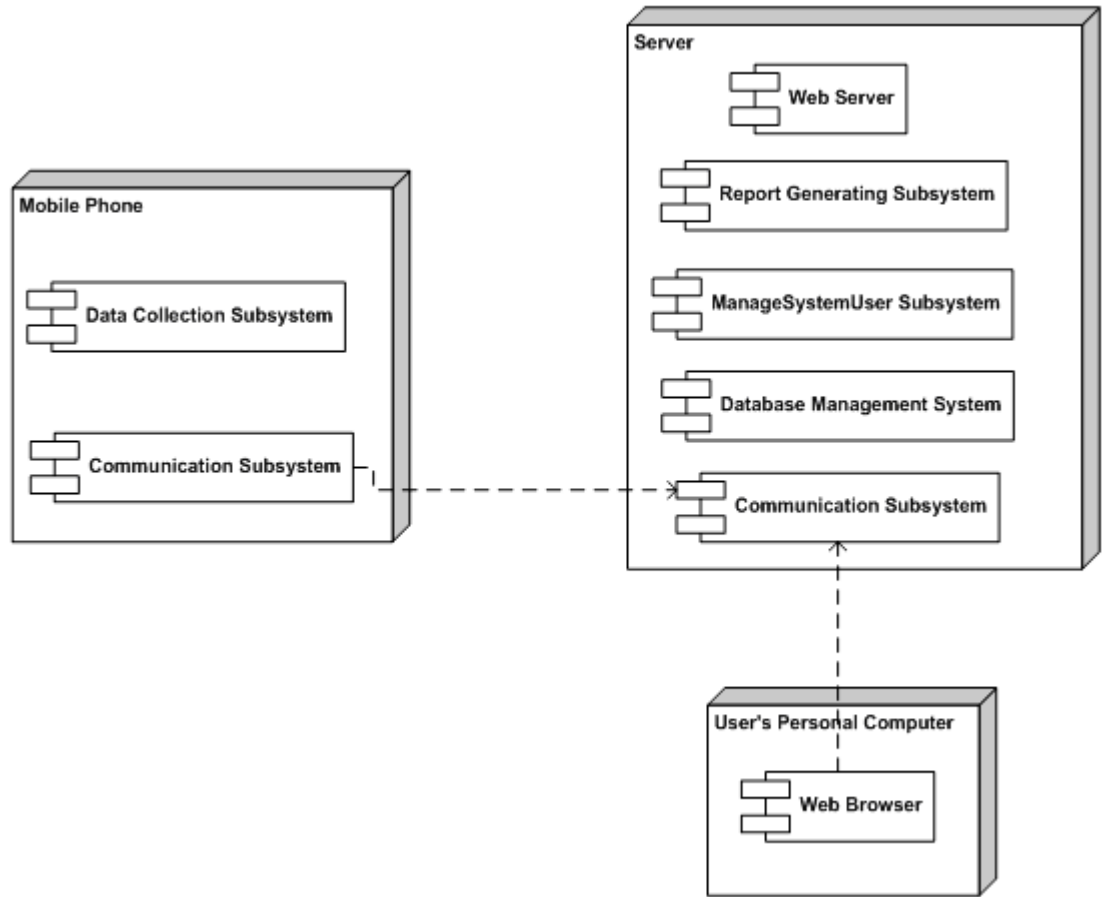 Server
Web Server
Report Generating Subsystem
ManageSystemUser Subsystem
Database Management System
Communication Subsystem
Mobile Phone
Data Collection Subsystem
Communication Subsystem
User's Personal Computer
Web Browser